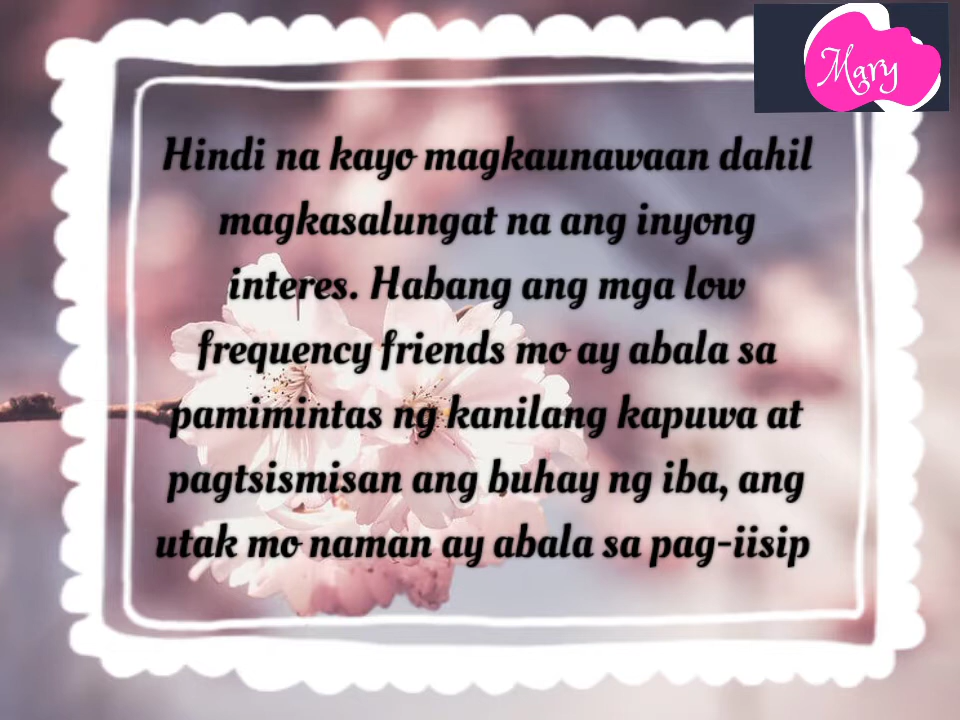 Mary
Hindi na kayo magkaunawaan dahil
magkasalungat na ang inyong
interes. Habang ang mga low
frequency friends mo ay abala sa
pamimintas ng kanilang kapuwa at
pagtsismisan ang buhay ng iba, ang
utak mo naman ay abala sa pag-iisip